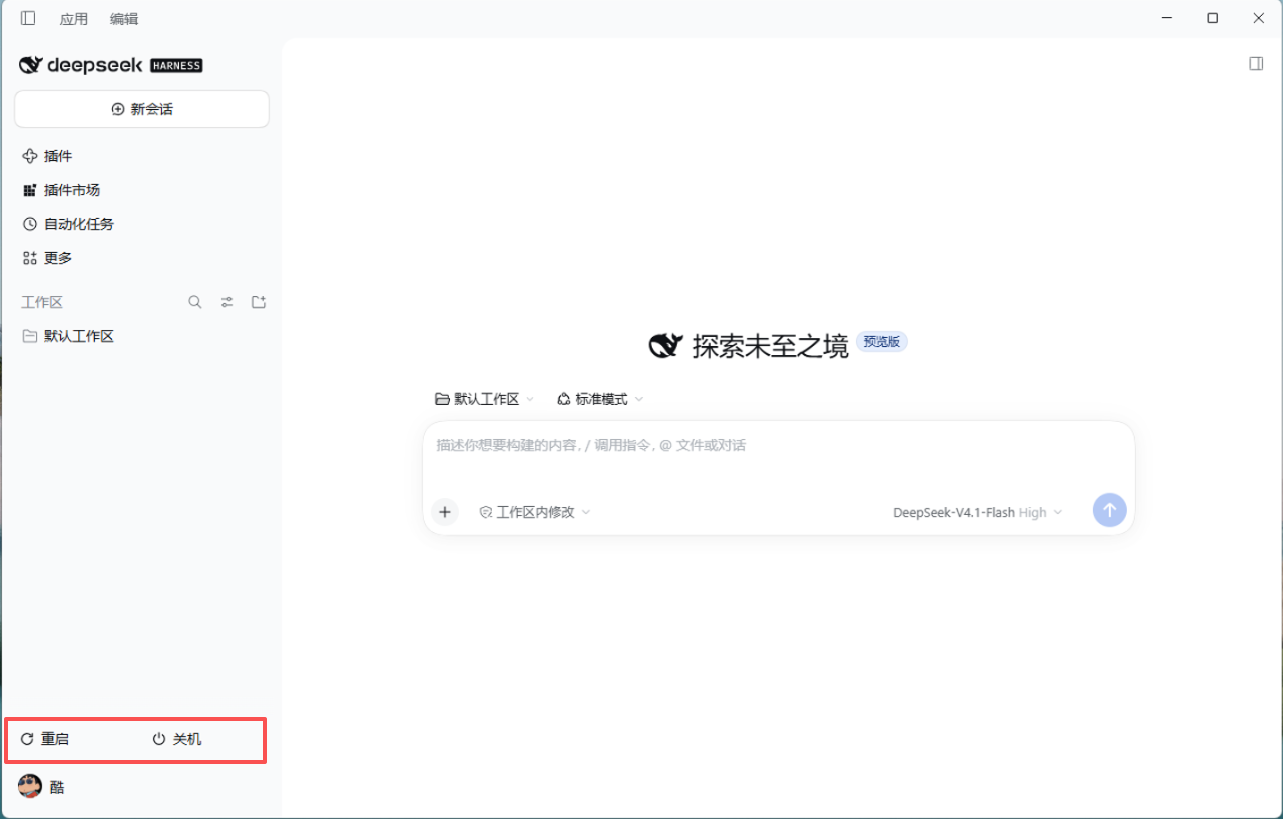 应用 编辑
deepseek HARNESS
新会话
插件
插件市场
自动化任务
更多
工作区
默认工作区
探索未至之境 预览版
默认工作区 标准模式
描述你想要构建的内容, / 调用指令, @ 文件或对话
工作区内修改 DeepSeek-V4.1-Flash High
重启 关机
酷